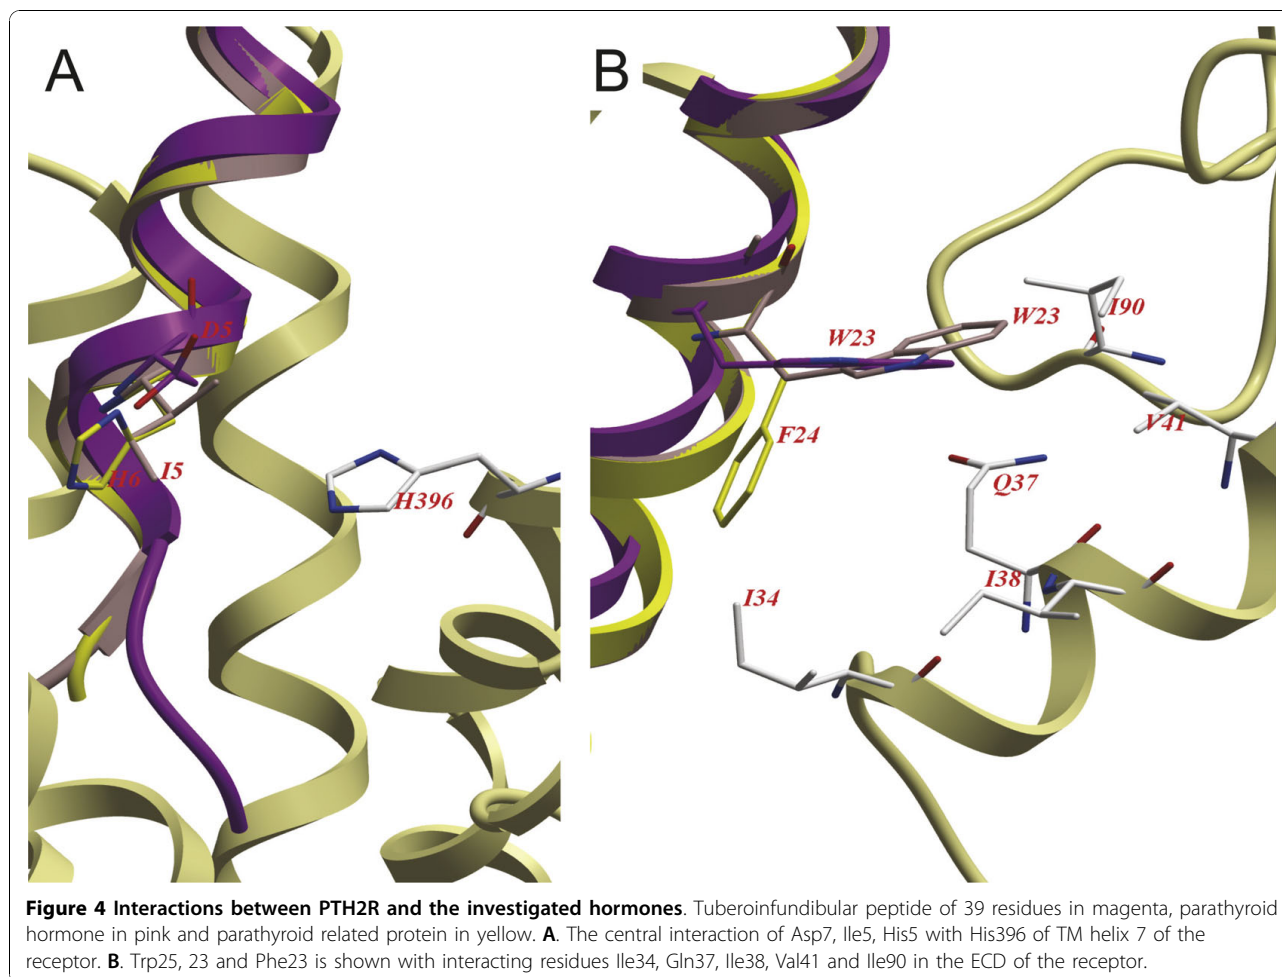 A
B
D5
H6
I5
H396
W23
W23
I90
F24
V41
Q37
I38
I34
Figure 4 Interactions between PTH2R and the investigated hormones. Tuberoinfundibular peptide of 39 residues in magenta, parathyroid
hormone in pink and parathyroid related protein in yellow. A. The central interaction of Asp7, Ile5, His5 with His396 of TM helix 7 of the
receptor. B. Trp25, 23 and Phe23 is shown with interacting residues Ile34, Gln37, Ile38, Val41 and Ile90 in the ECD of the receptor.